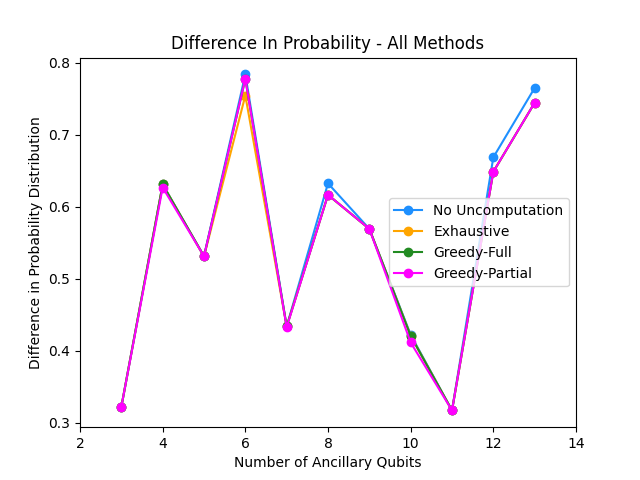 Difference In Probability - All Methods
Difference in Probability Distribution
0.8
0.7
0.6
0.5
0.4
0.3
No Uncomputation
Exhaustive
Greedy-Full
Greedy-Partial
2 4 6 8 10 12 14
Number of Ancillary Qubits